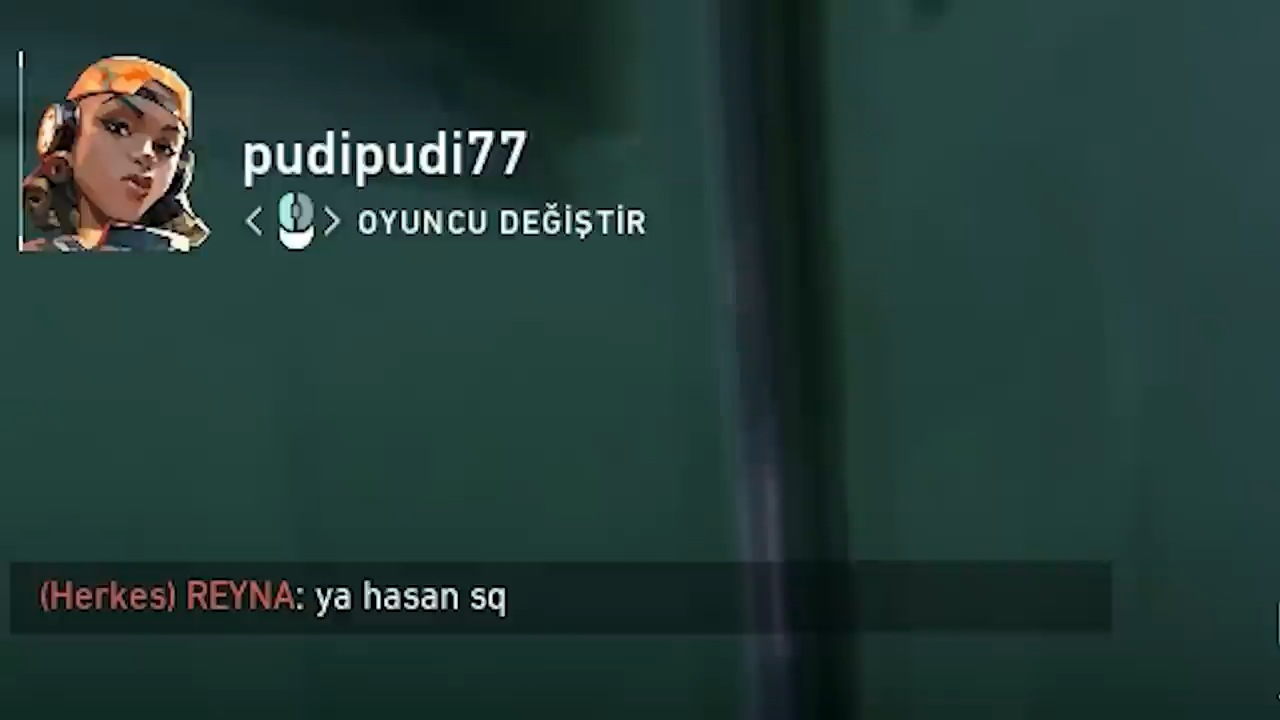 pudipudi77
< > OYUNCU DEĞİŞTİR
(Herkes) REYNA: ya hasan sq